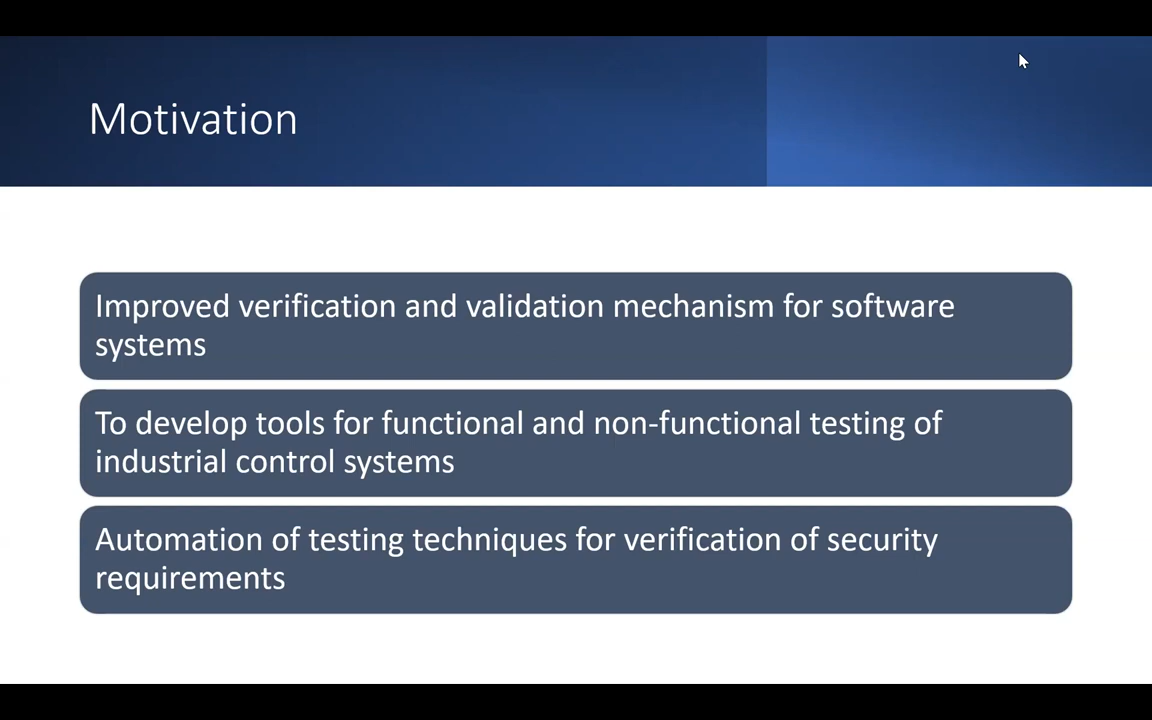 Motivation
Improved verification and validation mechanism for software
systems
To develop tools for functional and non-functional testing of
industrial control systems
Automation of testing techniques for verification of security
requirements